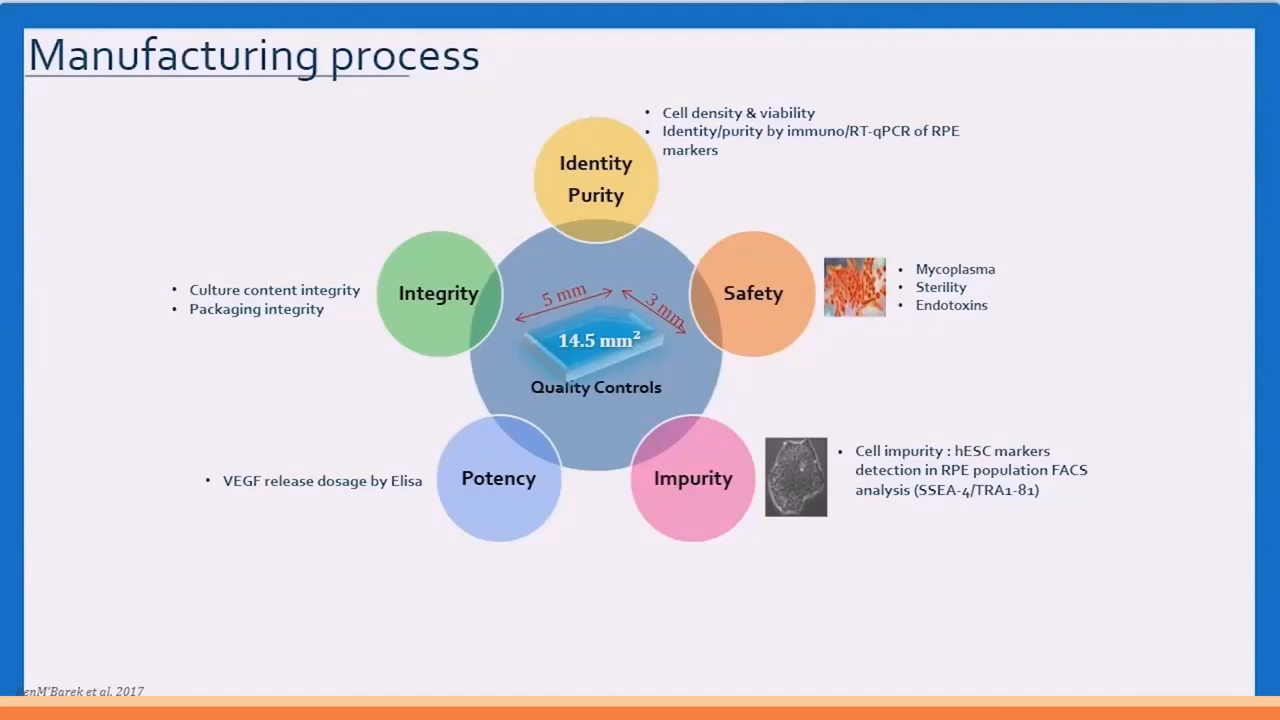 Manufacturing process
• Cell density & viability
• Identity/purity by immuno/RT-qPCR of RPE
markers
Identity
Purity
Integrity
• Culture content integrity
• Packaging integrity
5 mm
3 mm
14.5 mm²
Quality Controls
Safety
• Mycoplasma
• Sterility
• Endotoxins
Potency
• VEGF release dosage by Elisa
Impurity
• Cell impurity : hESC markers
detection in RPE population FACS
analysis (SSEA-4/TRA1-81)
BenM'Barek et al. 2017